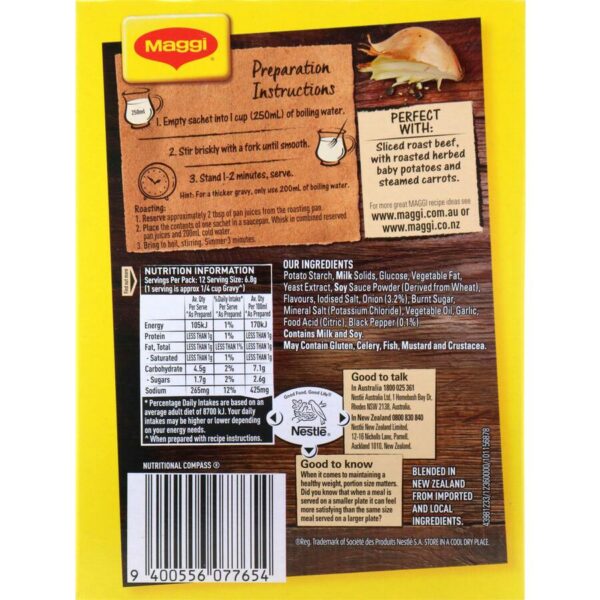 Maggi
Preparation
Instructions
250ml
1. Empty sachet into 1 cup (250mL) of boiling water.
2. Stir briskly with a fork until smooth.
3. Stand 1-2 minutes, serve.
Hint: For a thicker gravy, only use 200mL of boiling water.
Roasting:
1. Reserve approximately 2 tbsp of pan juices from the roasting pan.
2. Place the contents of one sachet in a saucepan. Whisk in combined reserved
pan juices and 200mL cold water.
3. Bring to boil, stirring. Simmer 3 minutes.
PERFECT
WITH:
Sliced roast beef,
with roasted herbed
baby potatoes and
steamed carrots.
For more great MAGGI recipe ideas see
www.maggi.com.au or
www.maggi.co.nz
NUTRITION INFORMATION
Servings Per Pack: 12 Serving Size: 6.8g
(1 serving is approx 1/4 cup Gravy*)
Av. Qty Per Serve *As Prepared %Daily Intake* Per Serve *As Prepared Av. Qty Per 100ml *As Prepared
Energy 105kJ 1% 170kJ
Protein LESS THAN 1g 1% LESS THAN 1g
Fat, Total LESS THAN 1g LESS THAN 1% LESS THAN 1g
- Saturated LESS THAN 1g 1% LESS THAN 1g
Carbohydrate 4.5g 2% 7.1g
- Sugars 1.7g 2% 2.6g
Sodium 265mg 12% 425mg
* Percentage Daily Intakes are based on an
average adult diet of 8700 kJ. Your daily
intakes may be higher or lower depending
on your energy needs.
* When prepared with recipe instructions.
NUTRITIONAL COMPASS ®
OUR INGREDIENTS
Potato Starch, Milk Solids, Glucose, Vegetable Fat,
Yeast Extract, Soy Sauce Powder (Derived from Wheat),
Flavours, Iodised Salt, Onion (3.2%), Burnt Sugar,
Mineral Salt (Potassium Chloride), Vegetable Oil, Garlic,
Food Acid (Citric), Black Pepper (0.1%)
Contains Milk and Soy.
May Contain Gluten, Celery, Fish, Mustard and Crustacea.
Good Food, Good Life®
Nestlé
Good to talk
In Australia 1800 025 361
Nestlé Australia Ltd, 1 Homebush Bay Dr,
Rhodes NSW 2138, Australia.
In New Zealand 0800 830 840
Nestlé New Zealand Limited,
12-16 Nicholls Lane, Parnell,
Auckland 1010, New Zealand.
Good to know
When it comes to maintaining a
healthy weight, portion size matters.
Did you know that when a meal is
served on a smaller plate it can feel
more satisfying than the same size
meal served on a larger plate?
BLENDED IN
NEW ZEALAND
FROM IMPORTED
AND LOCAL
INGREDIENTS.
43981233/12360000/101156878
®Reg. Trademark of Société des Produits Nestlé S.A. STORE IN A COOL DRY PLACE.
9 400556 077654